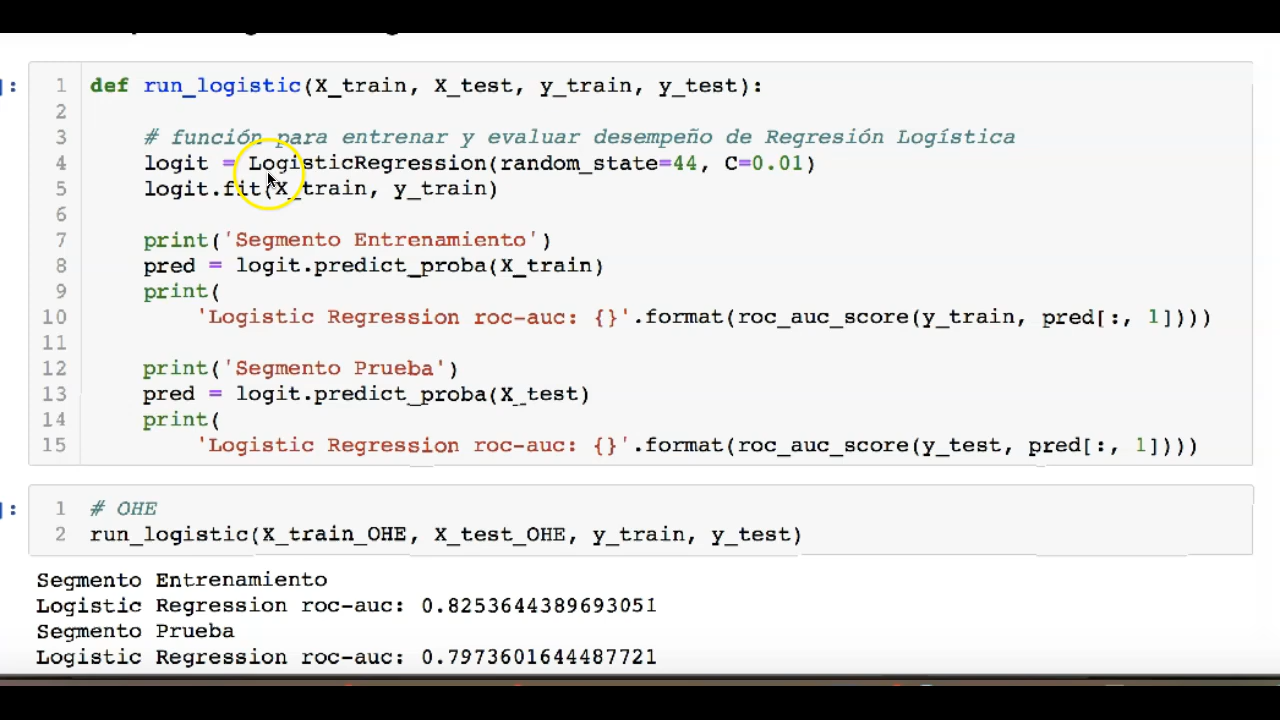 ]:
1 def run_logistic(X_train, X_test, y_train, y_test):
2
3 # función para entrenar y evaluar desempeño de Regresión Logística
4 logit = LogisticRegression(random_state=44, C=0.01)
5 logit.fit(X_train, y_train)
6
7 print('Segmento Entrenamiento')
8 pred = logit.predict_proba(X_train)
9 print(
10 'Logistic Regression roc-auc: {}'.format(roc_auc_score(y_train, pred[:, 1])))
11
12 print('Segmento Prueba')
13 pred = logit.predict_proba(X_test)
14 print(
15 'Logistic Regression roc-auc: {}'.format(roc_auc_score(y_test, pred[:, 1])))
]:
1 # OHE
2 run_logistic(X_train_OHE, X_test_OHE, y_train, y_test)
Segmento Entrenamiento
Logistic Regression roc-auc: 0.8253644389693051
Segmento Prueba
Logistic Regression roc-auc: 0.7973601644487721